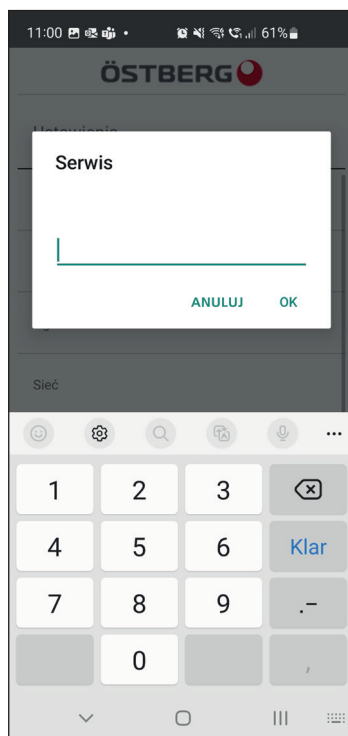 11:00
61%
ÖSTBERG
Ustawienia
Serwis
ANULUJ OK
Sieć
1 2 3
4 5 6 Klar
7 8 9 .-
0 ,